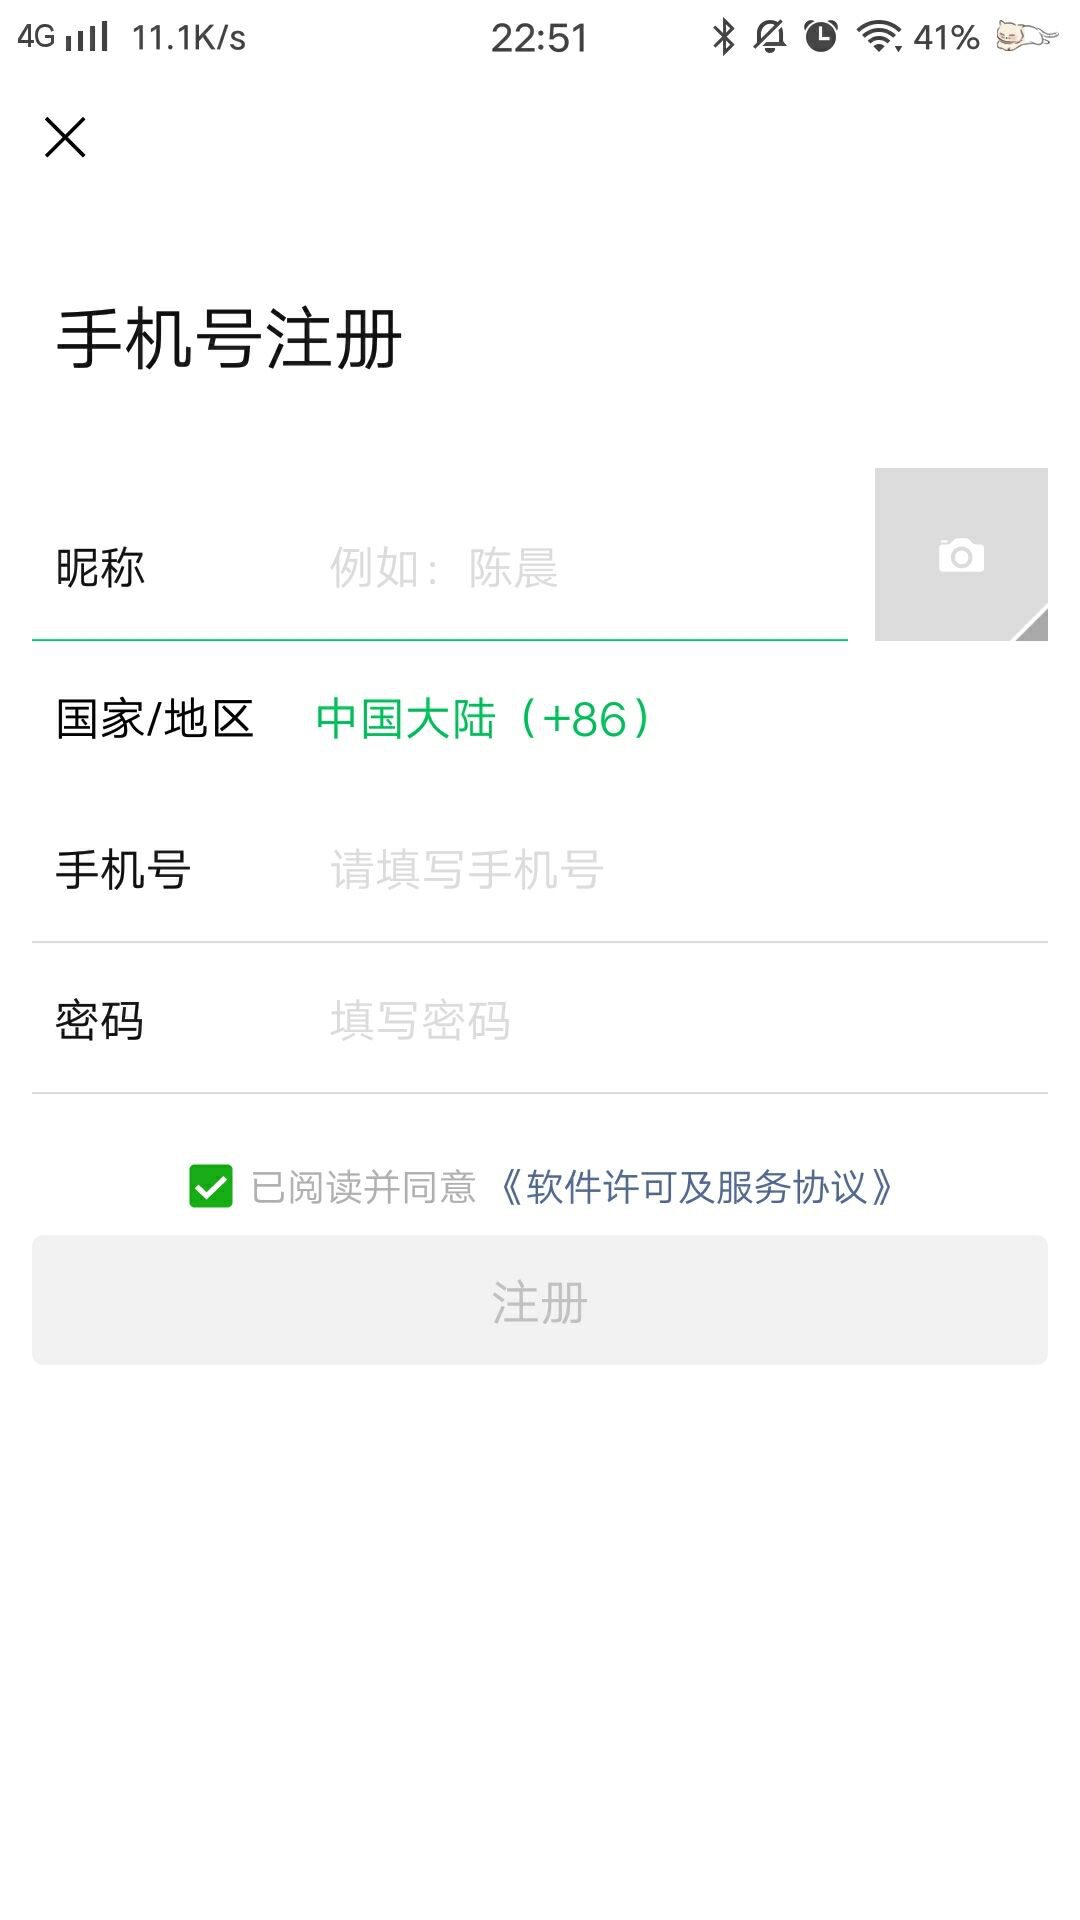 4G 11.1K/s 22:51 41%
手机号注册
昵称 例如：陈晨
国家/地区 中国大陆（+86）
手机号 请填写手机号
密码 填写密码
已阅读并同意《软件许可及服务协议》
注册